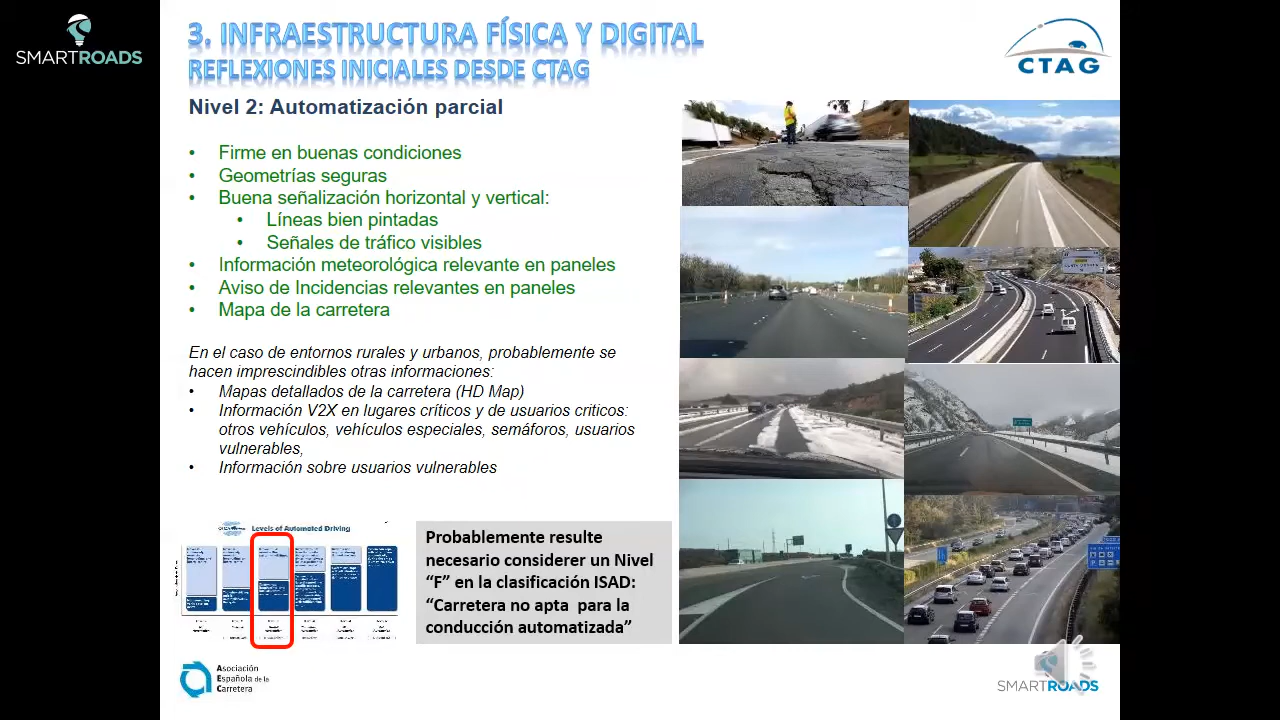 SMARTROADS
3. INFRAESTRUCTURA FÍSICA Y DIGITAL
REFLEXIONES INICIALES DESDE CTAG
CTAG
Nivel 2: Automatización parcial
• Firme en buenas condiciones
• Geometrías seguras
• Buena señalización horizontal y vertical:
• Líneas bien pintadas
• Señales de tráfico visibles
• Información meteorológica relevante en paneles
• Aviso de Incidencias relevantes en paneles
• Mapa de la carretera
En el caso de entornos rurales y urbanos, probablemente se
hacen imprescindibles otras informaciones:
• Mapas detallados de la carretera (HD Map)
• Información V2X en lugares críticos y de usuarios criticos:
otros vehículos, vehículos especiales, semáforos, usuarios
vulnerables,
• Información sobre usuarios vulnerables
Levels of Automated Driving
Probablemente resulte
necesario considerer un Nivel
“F” en la clasificación ISAD:
“Carretera no apta para la
conducción automatizada”
Asociación
Española de la
Carretera
SMARTROADS